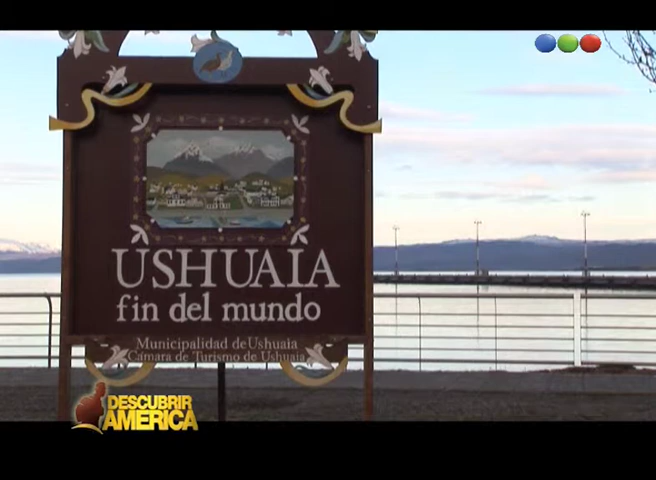 USHUAIA
fin del mundo
Municipalidad de Ushuaia
Cámara de Turismo de Ushuaia
DESCUBRIR
AMERICA